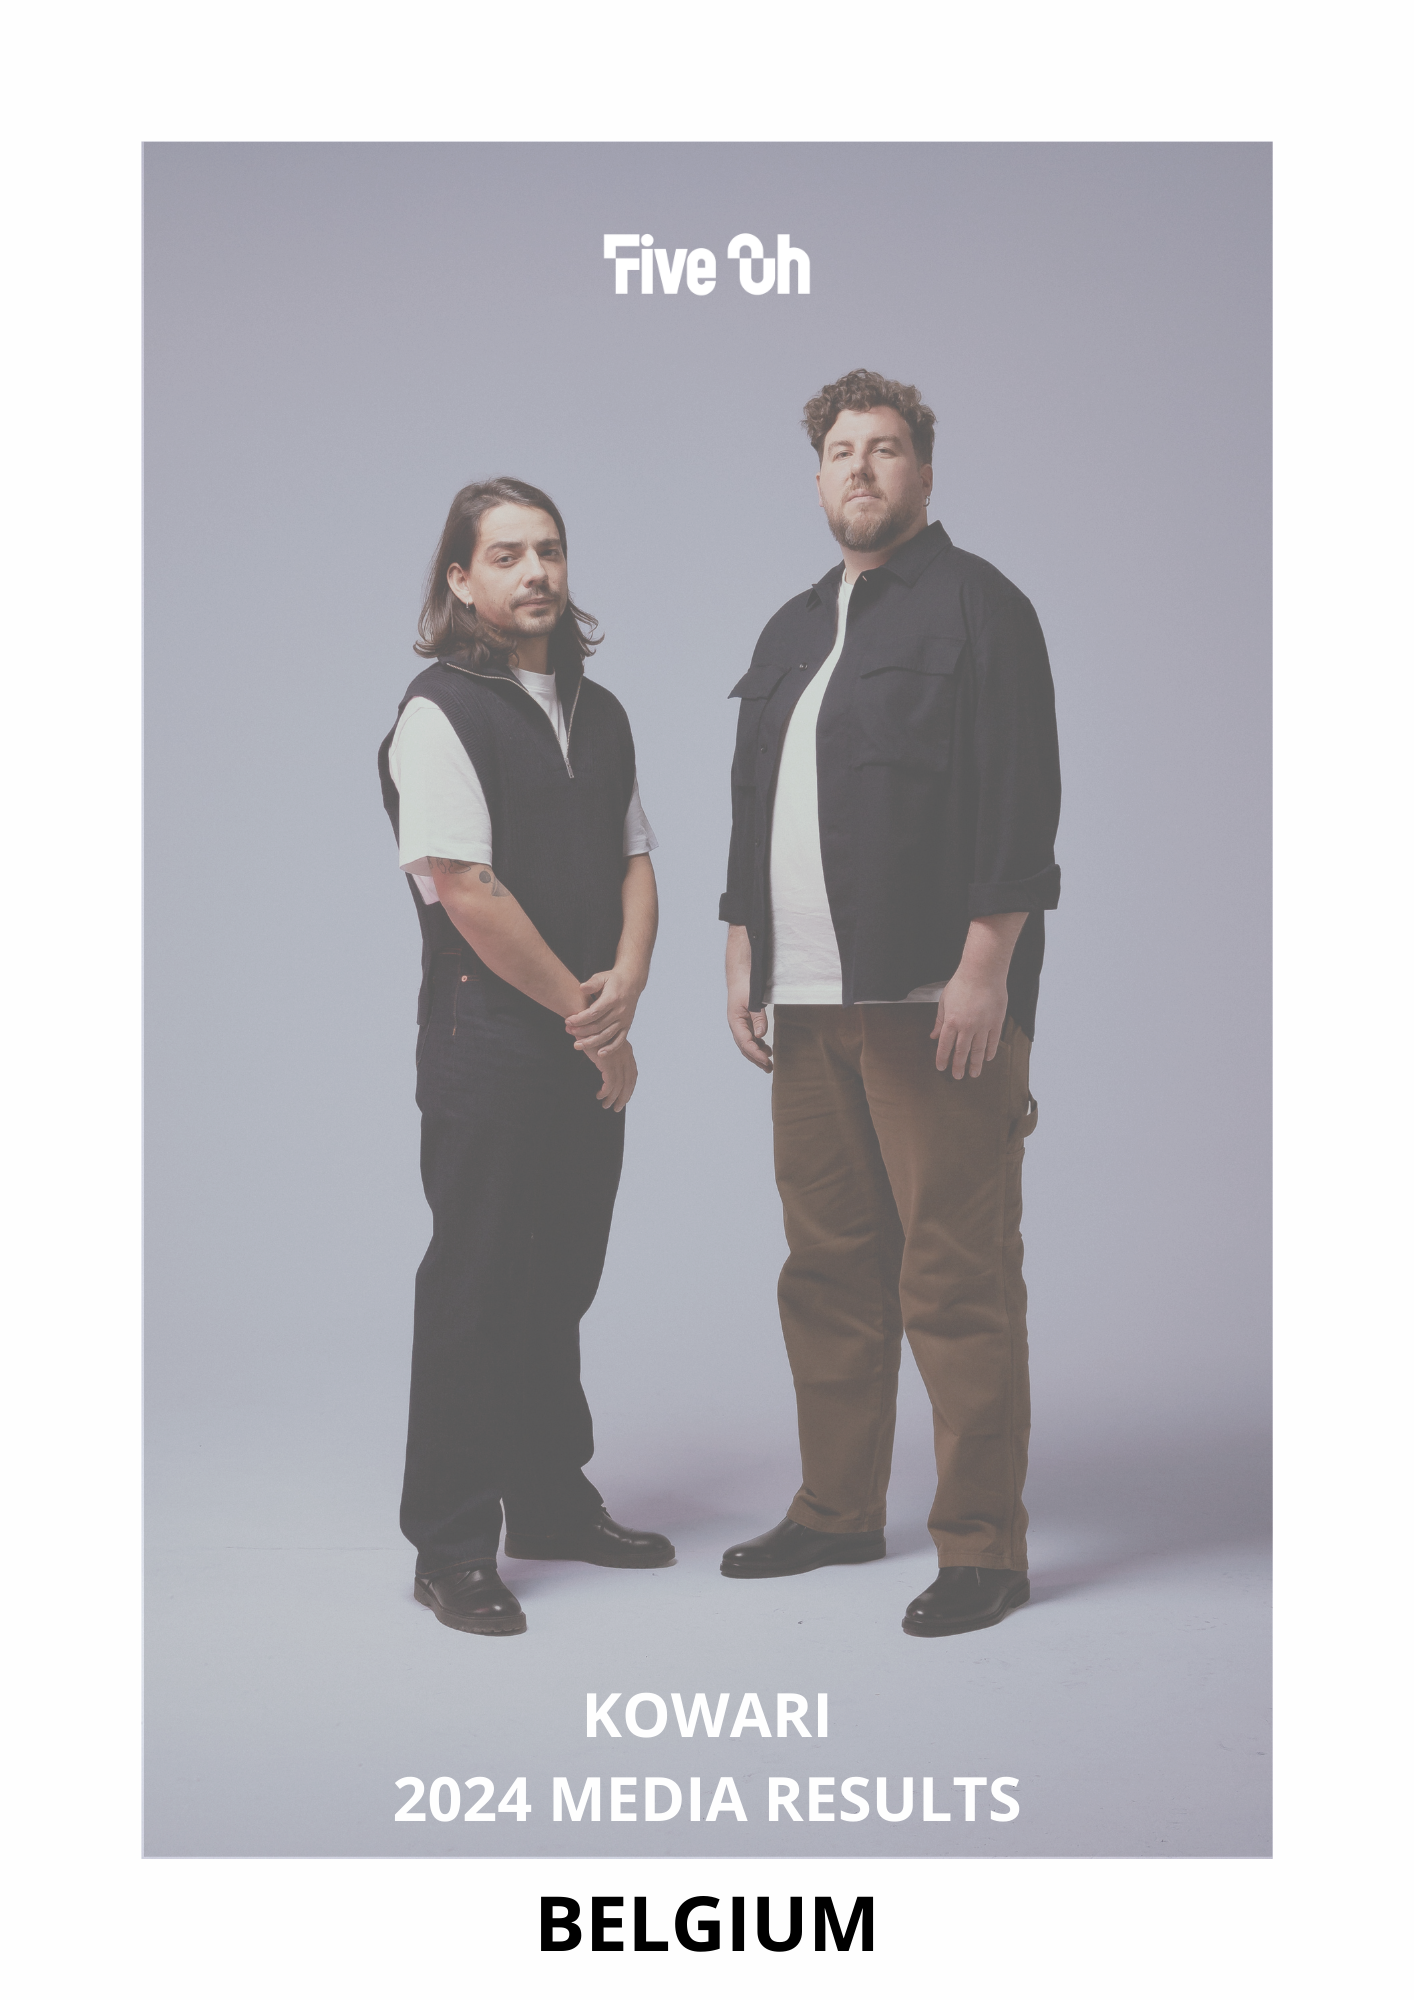 Five Oh
KOWARI
2024 MEDIA RESULTS
BELGIUM